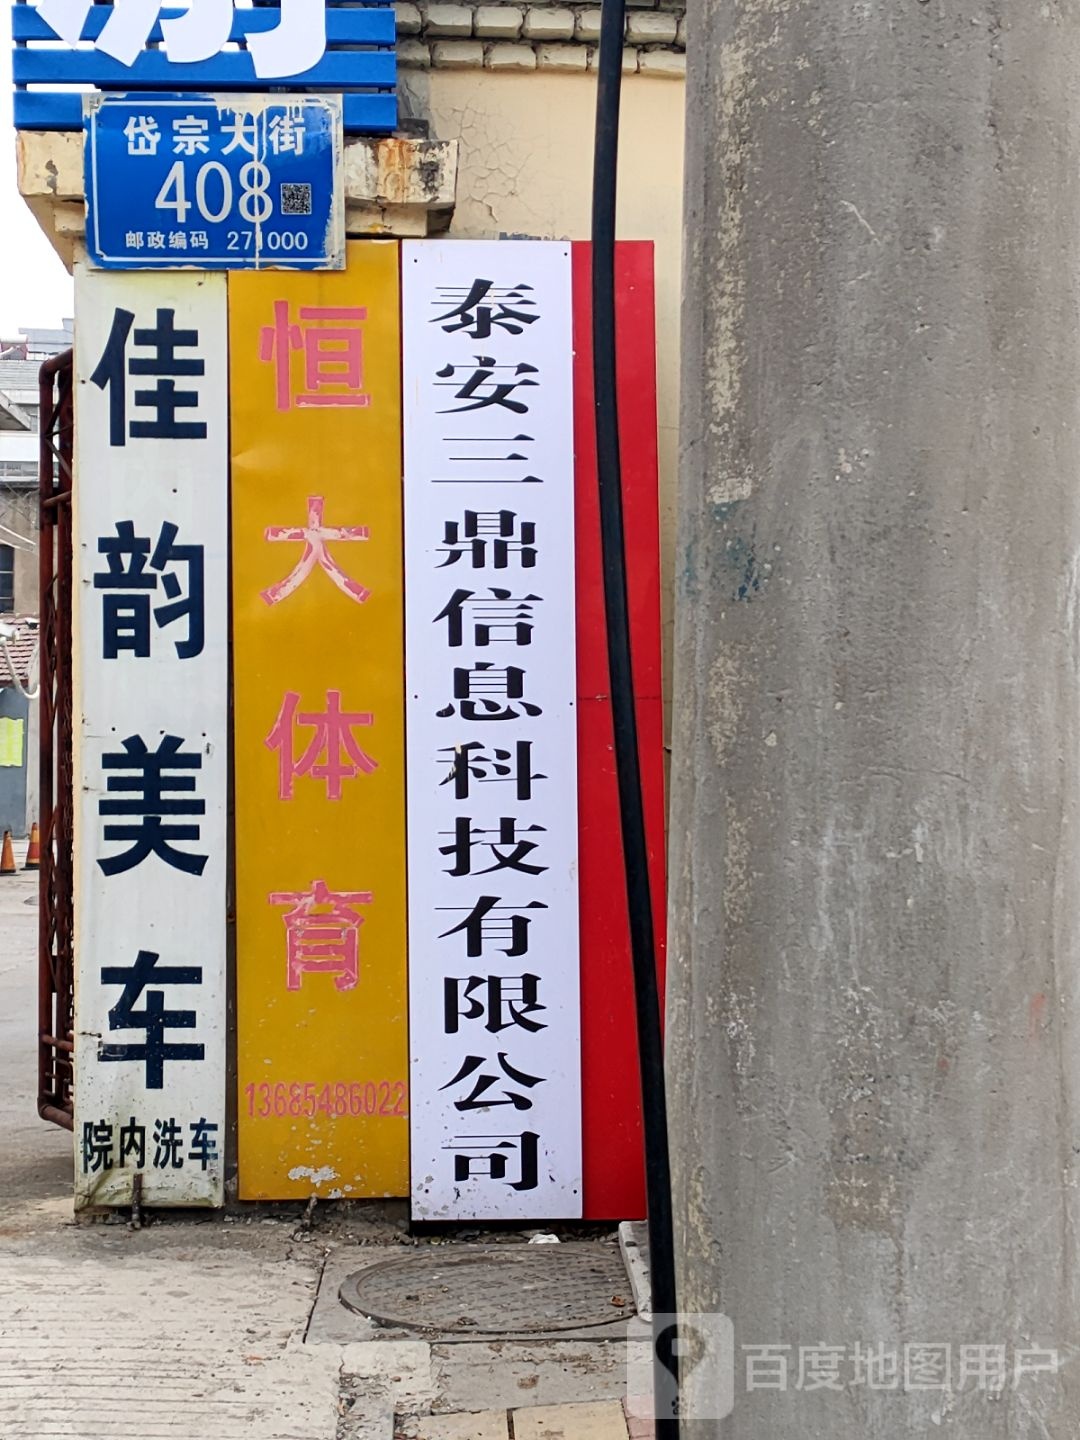 岱宗大街
408
邮政编码 271000
佳韵美车
院内洗车
恒大体育
13685486022
泰安三鼎信息科技有限公司
百度地图用户